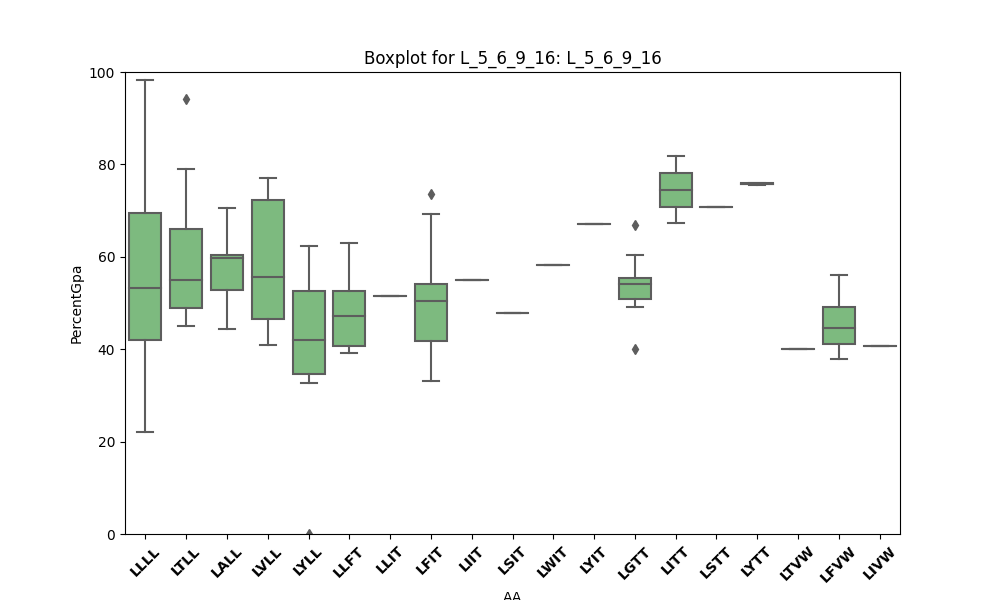 Boxplot for L_5_6_9_16: L_5_6_9_16
PercentGpa
100
80
60
40
20
0
LLLL LTLL LALL LVLL LYLL LLFT LLIT LFIT LIIT LSIT LWIT LYIT LGTT LITT LSTT LYTT LTVW LFVW LIVW
AA